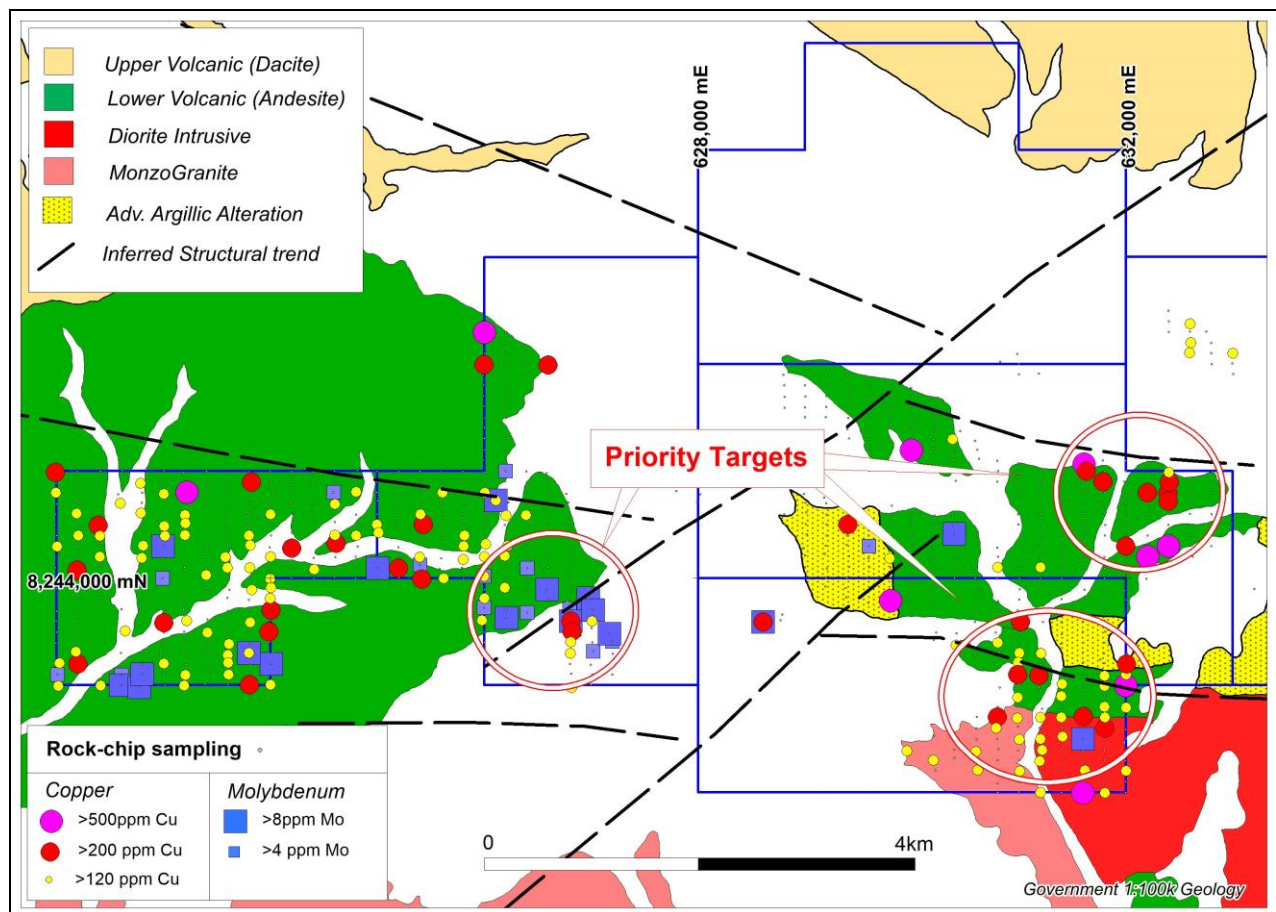 Upper Volcanic (Dacite)
Lower Volcanic (Andesite)
Diorite Intrusive
MonzoGranite
Adv. Argillic Alteration
Inferred Structural trend
628,000 mE
632,000 mE
Priority Targets
8,244,000 mN
Rock-chip sampling
Copper
Molybdenum
>500ppm Cu
>8ppm Mo
>200 ppm Cu
>4 ppm Mo
>120 ppm Cu
0
4km
Government 1:100k Geology